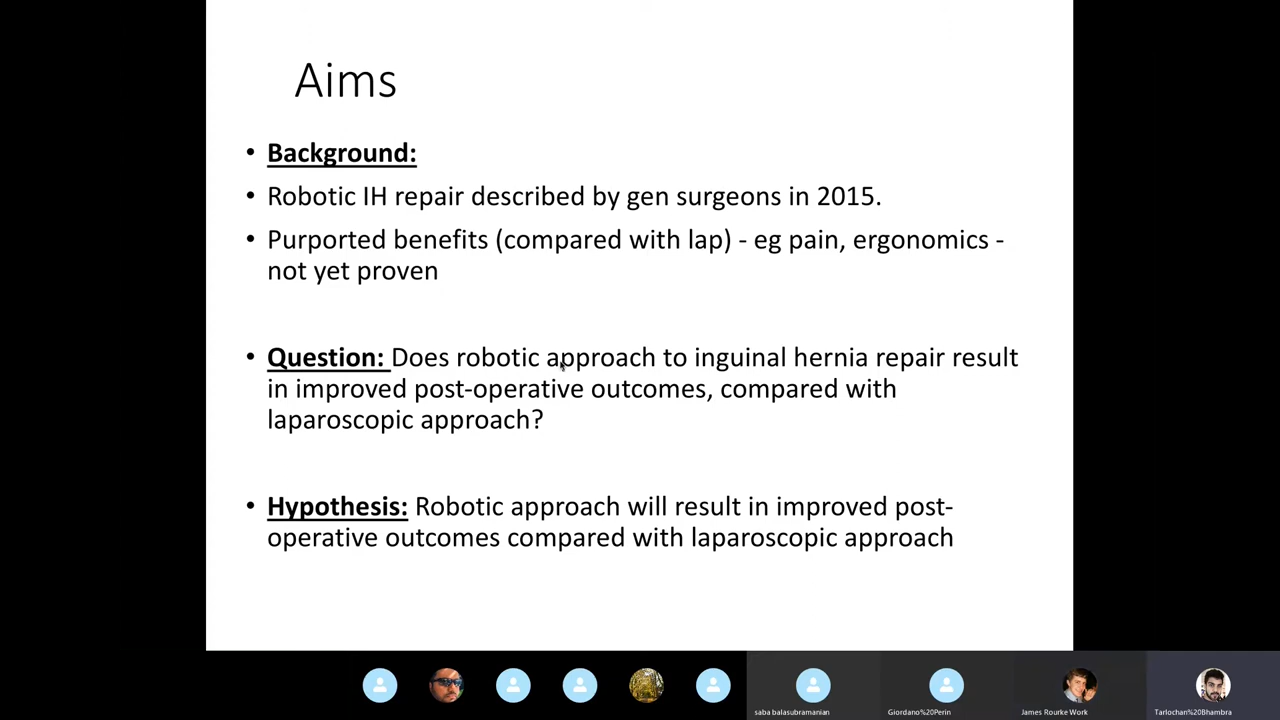 Aims
• Background:
• Robotic IH repair described by gen surgeons in 2015.
• Purported benefits (compared with lap) - eg pain, ergonomics -
not yet proven
• Question: Does robotic approach to inguinal hernia repair result
in improved post-operative outcomes, compared with
laparoscopic approach?
• Hypothesis: Robotic approach will result in improved post-
operative outcomes compared with laparoscopic approach
saba balasubramanian
Giordano%20Perin
James Rourke Work
Tarlochan%20Bhambra